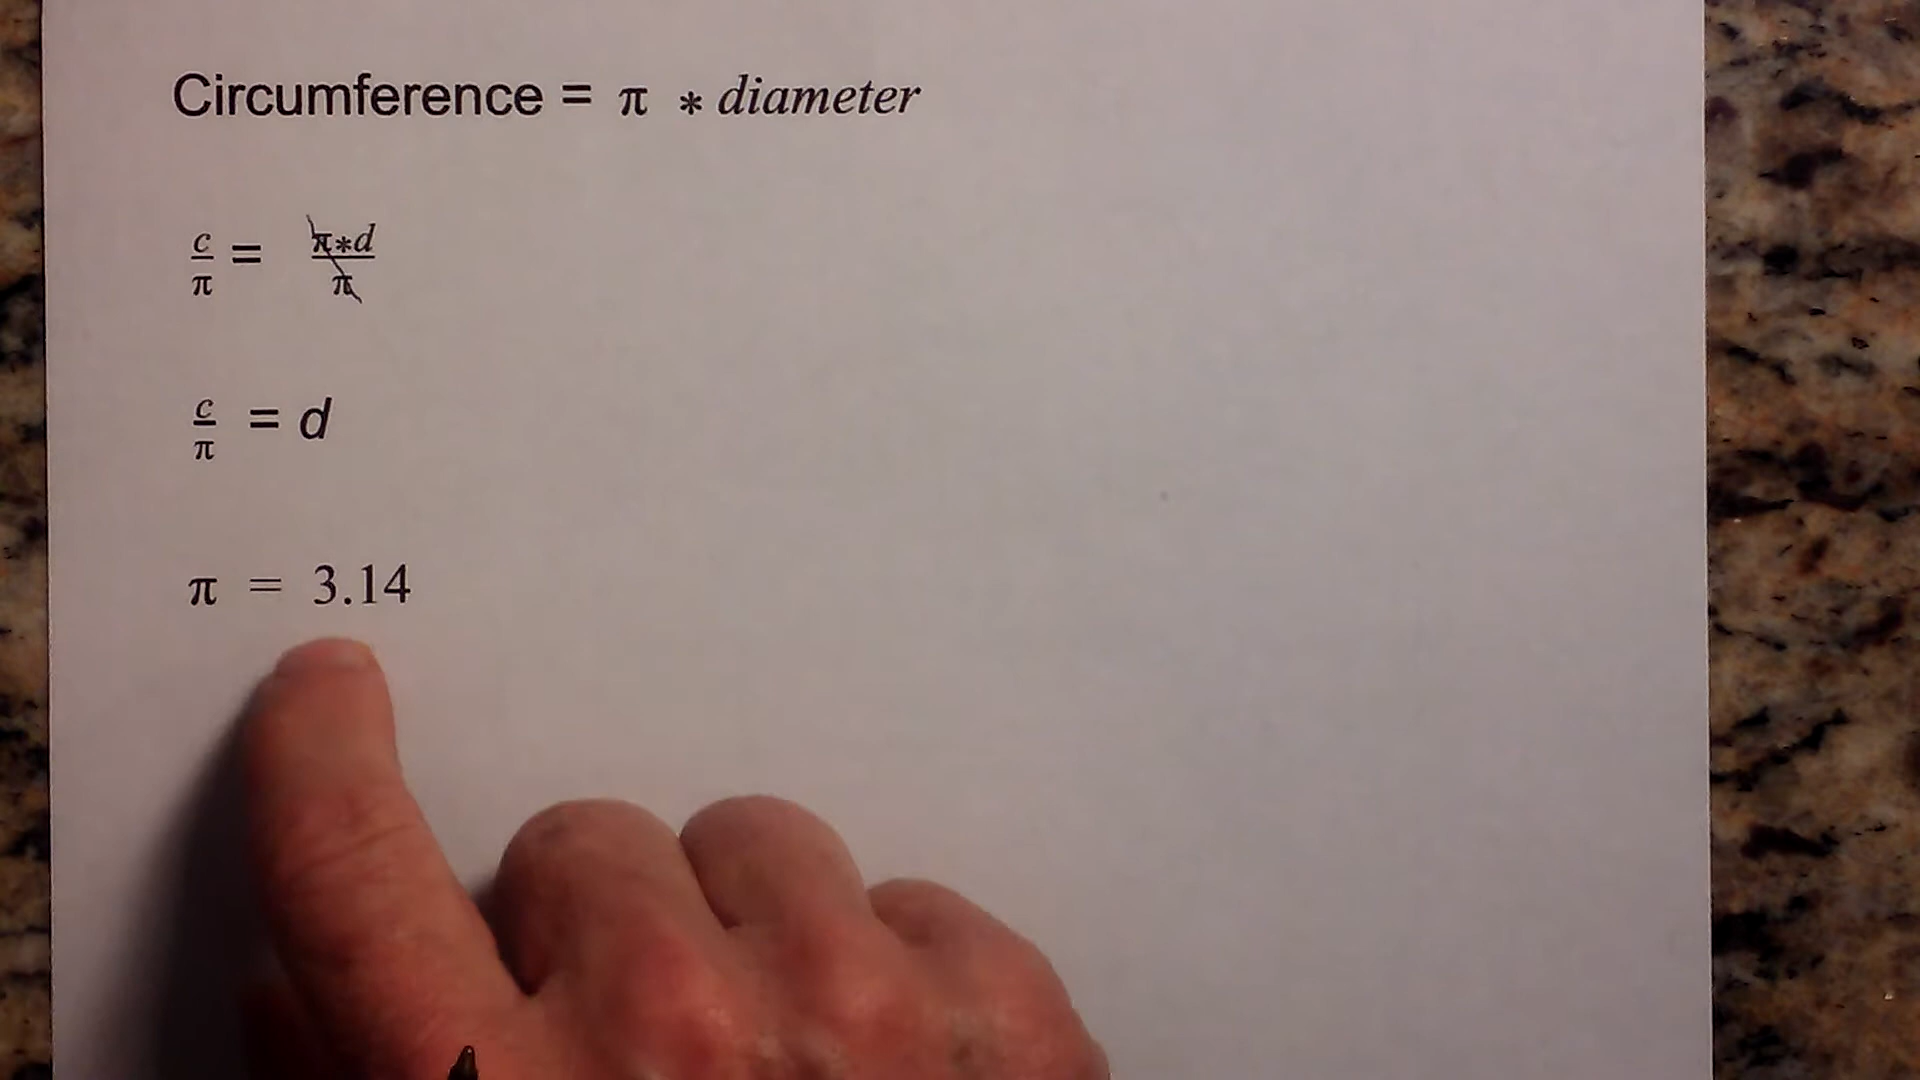 Circumference = π * diameter
c/π = π*d/π
c/π = d
π = 3.14